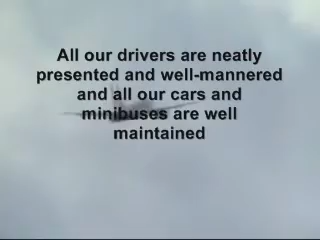 All our drivers are neatly
presented and well-mannered
and all our cars and
minibuses are well
maintained